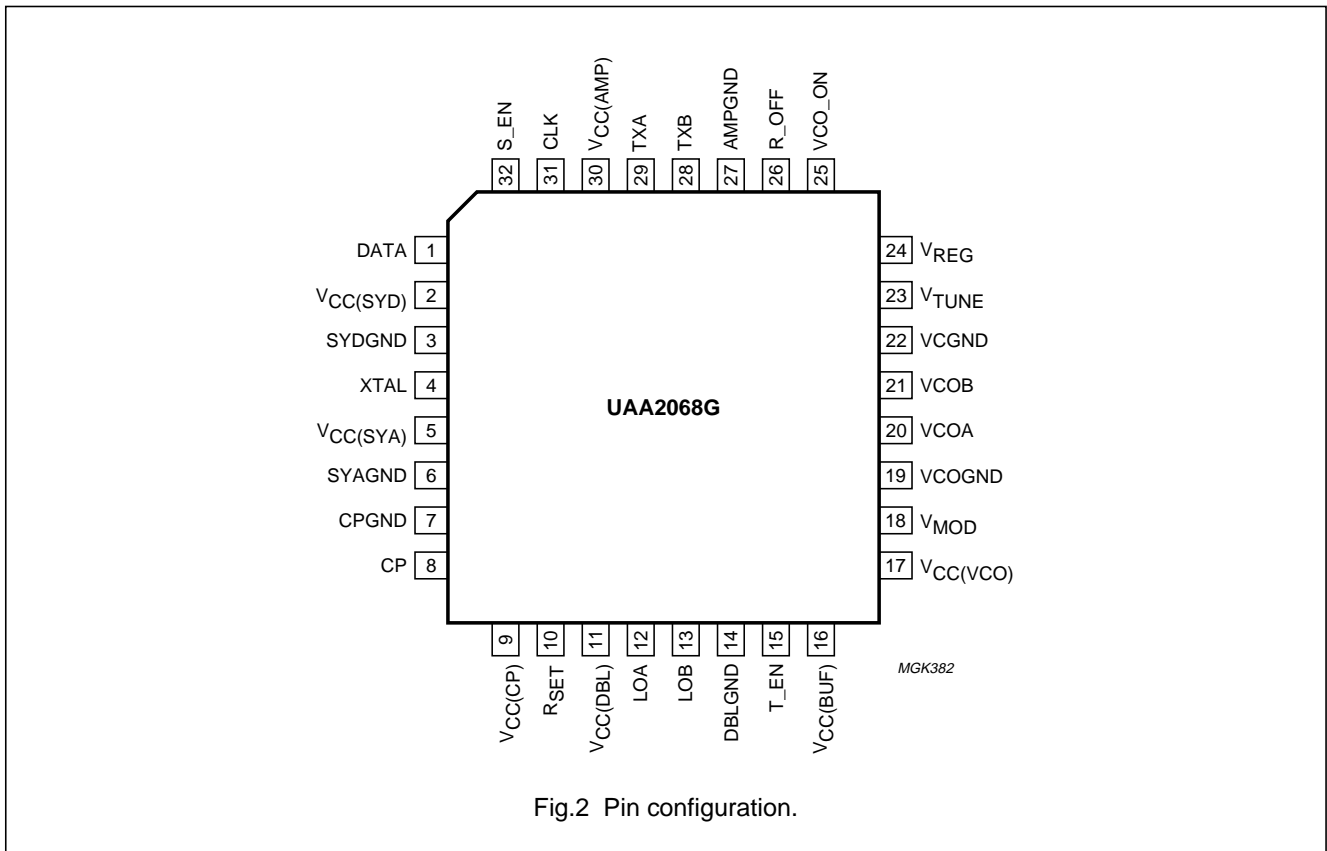 S_EN
CLK
VCC(AMP)
TXA
TXB
AMPGND
R_OFF
VCO_ON
32
31
30
29
28
27
26
25
DATA 1
VCC(SYD) 2
SYDGND 3
XTAL 4
VCC(SYA) 5
SYAGND 6
CPGND 7
CP 8
UAA2068G
24 VREG
23 VTUNE
22 VCGND
21 VCOB
20 VCOA
19 VCOGND
18 VMOD
17 VCC(VCO)
9
10
11
12
13
14
15
16
VCC(CP)
RSET
VCC(DBL)
LOA
LOB
DBLGND
T_EN
VCC(BUF)
MGK382
Fig.2 Pin configuration.